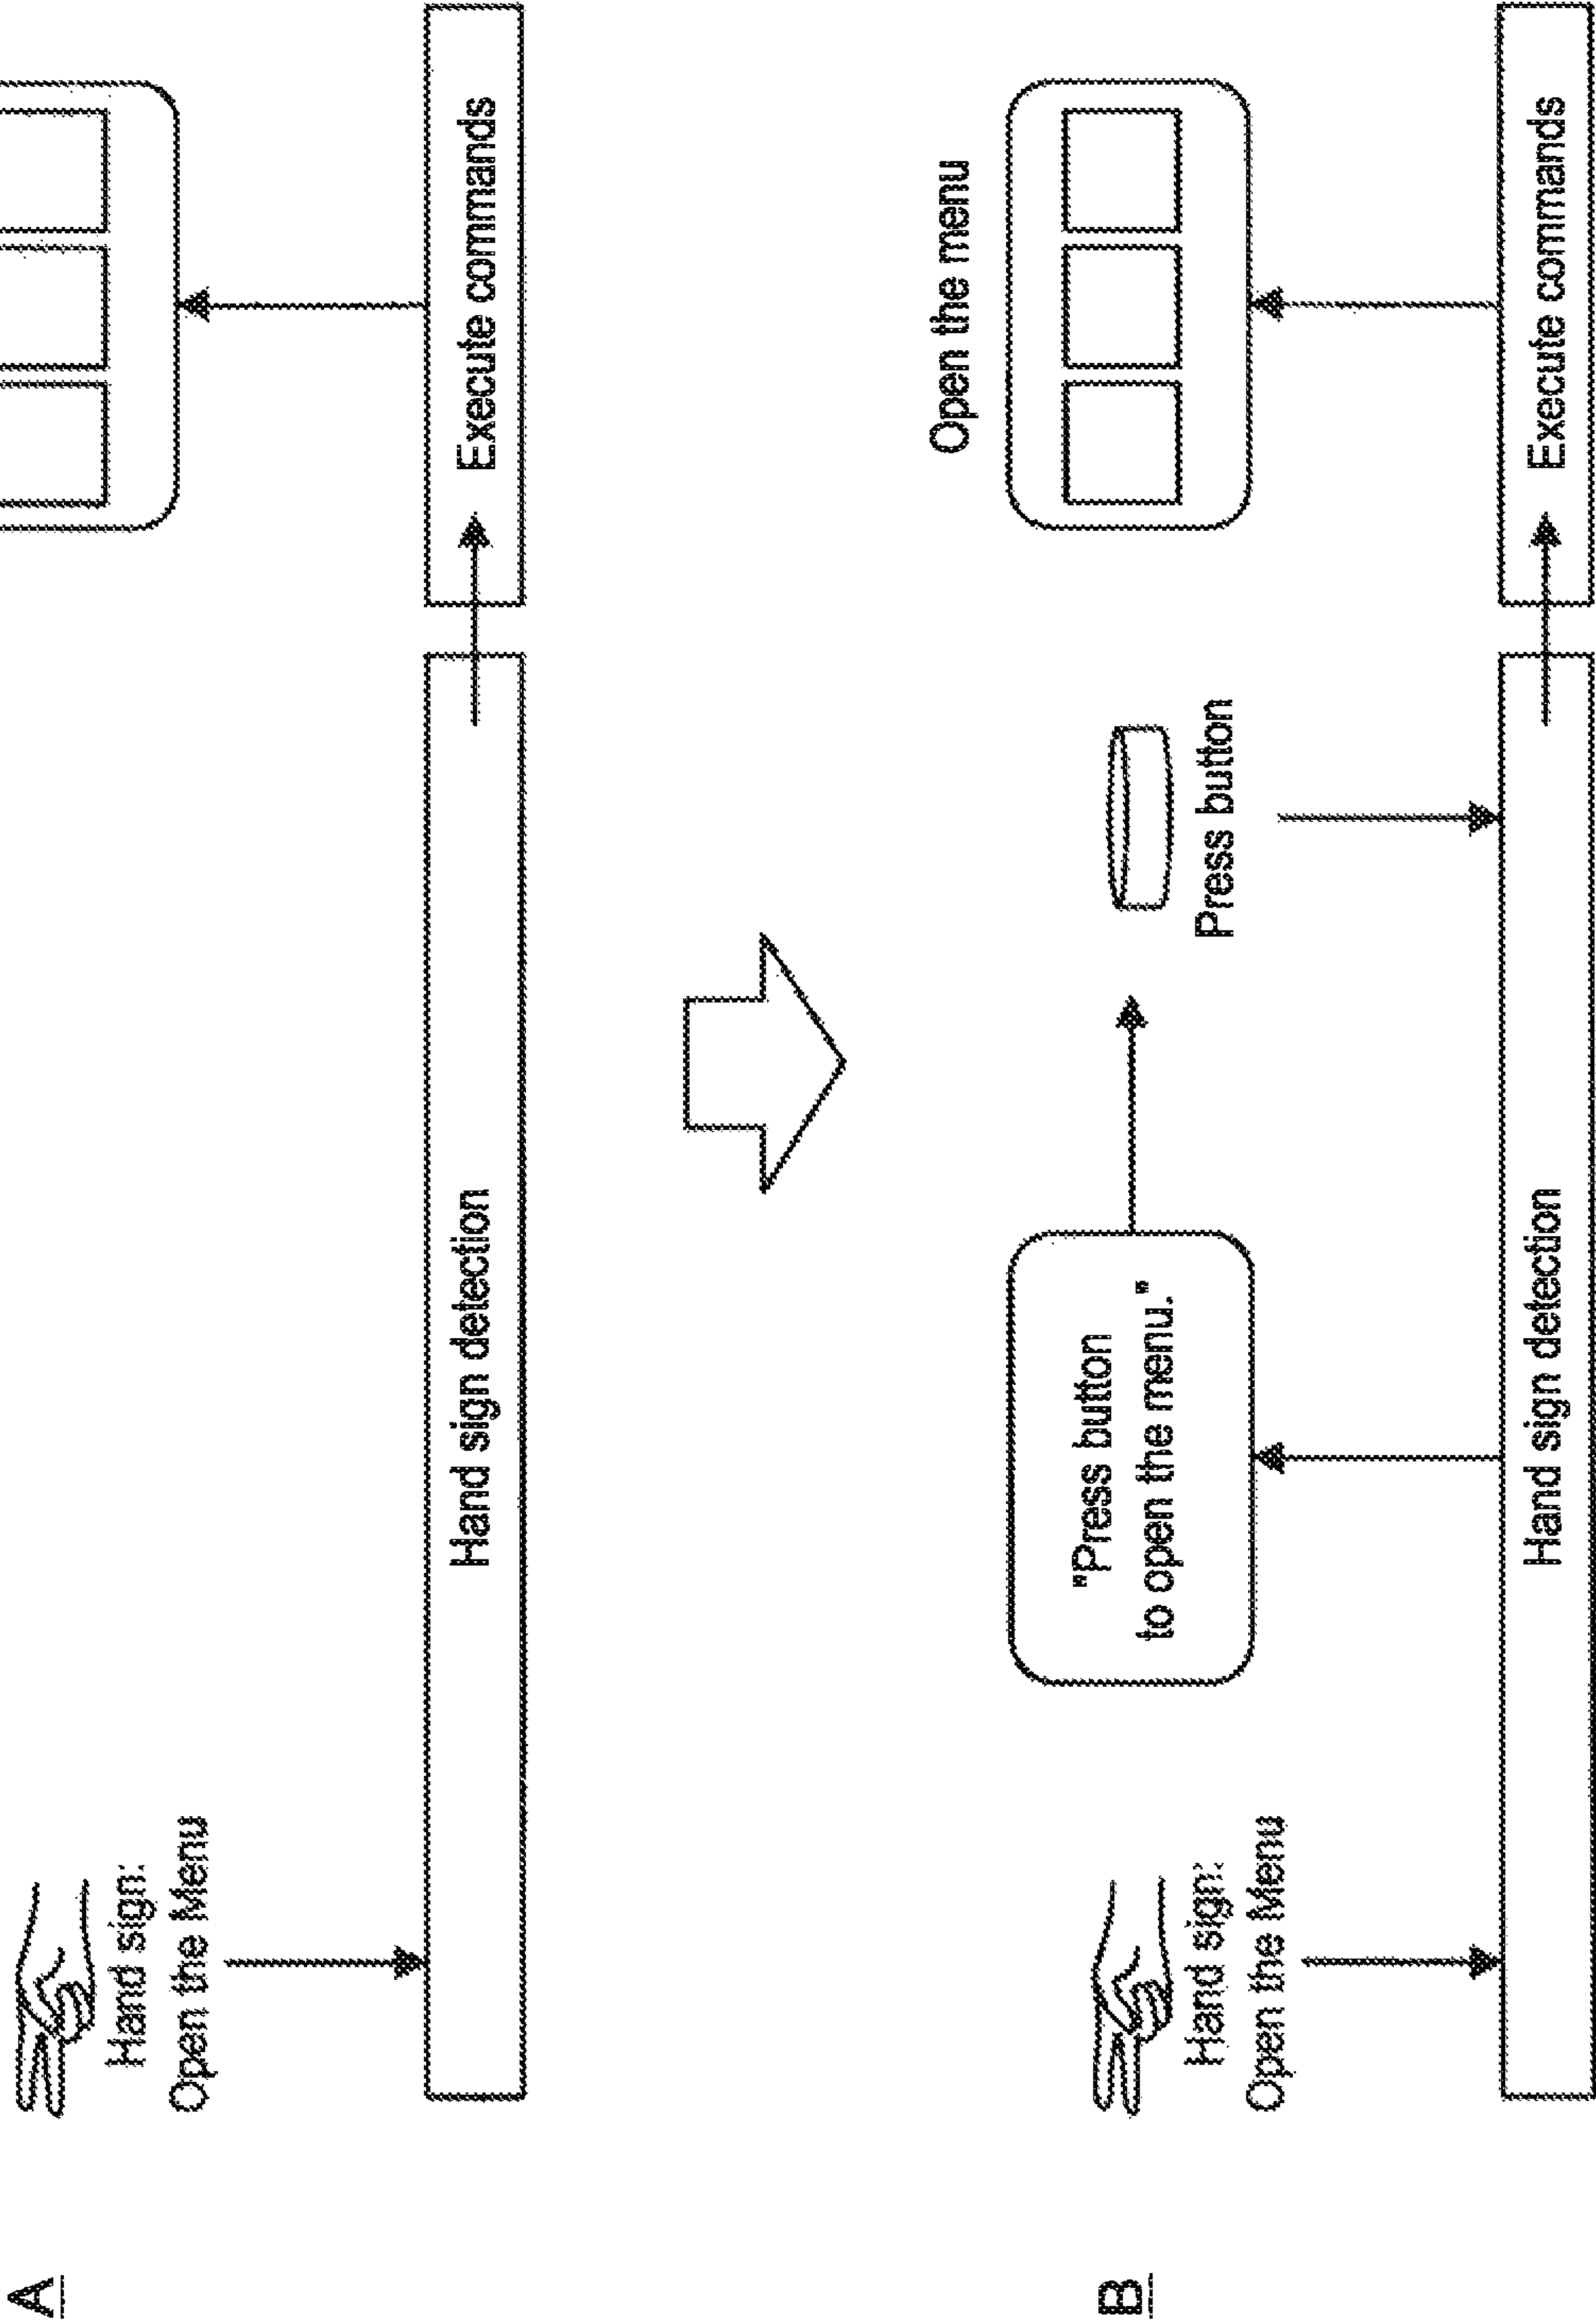 A
Hand sign:
Open the Menu
Hand sign detection
Execute commands
B
Hand sign:
Open the Menu
"Press button
to open the menu."
Press button
Open the menu
Hand sign detection
Execute commands